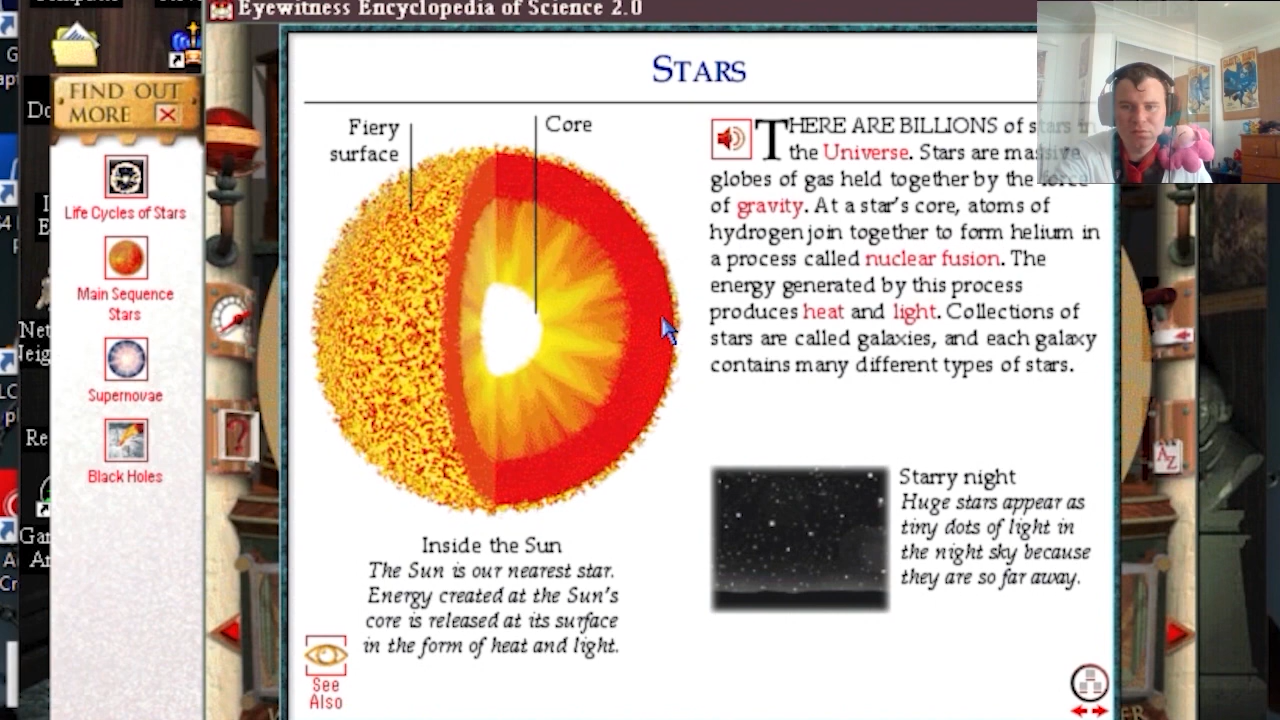 Eyewitness Encyclopedia of Science 2.0
FIND OUT
MORE
Life Cycles of Stars
Main Sequence
Stars
Supernovae
Black Holes
STARS
Fiery
surface
Core
THERE ARE BILLIONS of stars in
the Universe. Stars are massive
globes of gas held together by the force
of gravity. At a star's core, atoms of
hydrogen join together to form helium in
a process called nuclear fusion. The
energy generated by this process
produces heat and light. Collections of
stars are called galaxies, and each galaxy
contains many different types of stars.
Inside the Sun
The Sun is our nearest star.
Energy created at the Sun's
core is released at its surface
in the form of heat and light.
Starry night
Huge stars appear as
tiny dots of light in
the night sky because
they are so far away.
See
Also
A
Z
?